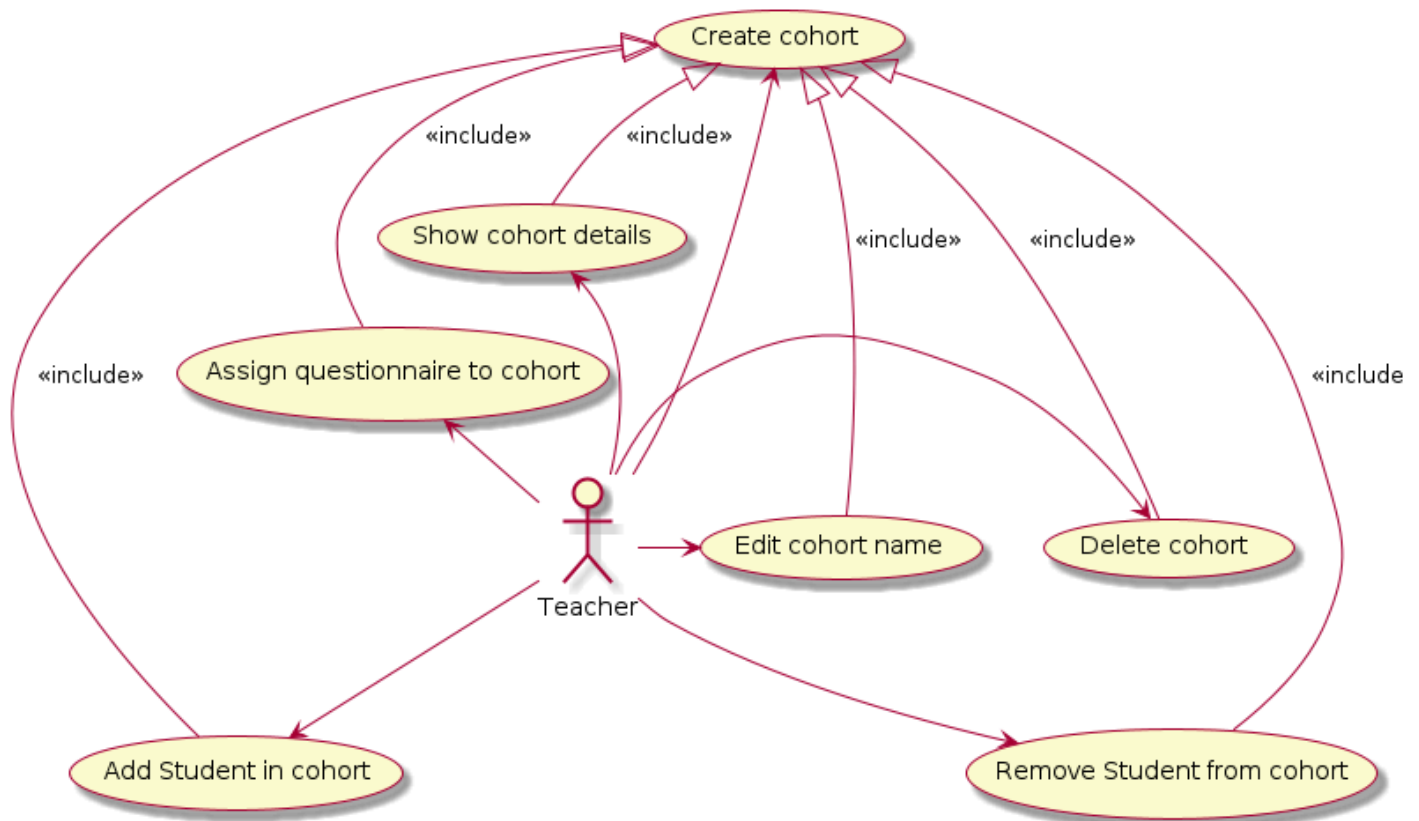 Create cohort
«include»
«include»
Show cohort details
«include»
«include»
Assign questionnaire to cohort
«include»
«include
Edit cohort name
Delete cohort
Teacher
Add Student in cohort
Remove Student from cohort